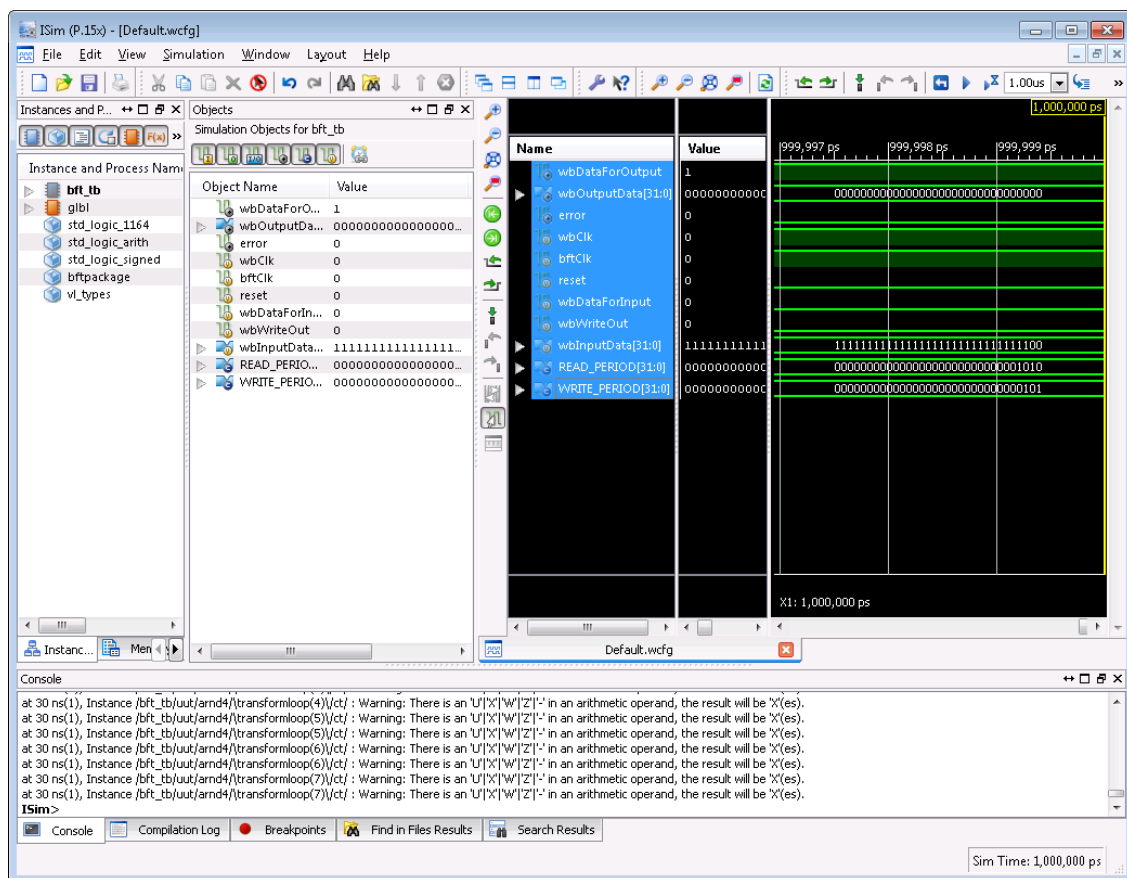 ISim (P.15x) - [Default.wcfg]
File Edit View Simulation Window Layout Help
1.00us
»
Instances and P...
F(x) »
Instance and Process Name
bft_tb
glbl
std_logic_1164
std_logic_arith
std_logic_signed
bftpackage
vl_types
Instanc...
Mem
Objects
Simulation Objects for bft_tb
Object Name Value
wbDataForO... 1
wbOutputDa... 0000000000000000...
error 0
wbClk 0
bftClk 0
reset 0
wbDataForIn... 0
wbWriteOut 0
wbInputData... 1111111111111111...
READ_PERIO... 0000000000000000...
WRITE_PERIO... 0000000000000000...
1,000,000 ps
Name Value 999,997 ps 999,998 ps 999,999 ps
wbDataForOutput 1
wbOutputData[31:0] 00000000000 00000000000000000000000000000000
error 0
wbClk 0
bftClk 0
reset 0
wbDataForInput 0
wbWriteOut 0
wbInputData[31:0] 11111111111 11111111111111111111111111111100
READ_PERIOD[31:0] 00000000000 00000000000000000000000000001010
WRITE_PERIOD[31:0] 00000000000 00000000000000000000000000000101
X1: 1,000,000 ps
Default.wcfg
Console
at 30 ns(1), Instance /bft_tb/uut/arnd4/\transformloop(4)\/ct/ : Warning: There is an 'U'|'X'|'W'|'Z'|'-' in an arithmetic operand, the result will be 'X'(es).
at 30 ns(1), Instance /bft_tb/uut/arnd4/\transformloop(5)\/ct/ : Warning: There is an 'U'|'X'|'W'|'Z'|'-' in an arithmetic operand, the result will be 'X'(es).
at 30 ns(1), Instance /bft_tb/uut/arnd4/\transformloop(5)\/ct/ : Warning: There is an 'U'|'X'|'W'|'Z'|'-' in an arithmetic operand, the result will be 'X'(es).
at 30 ns(1), Instance /bft_tb/uut/arnd4/\transformloop(6)\/ct/ : Warning: There is an 'U'|'X'|'W'|'Z'|'-' in an arithmetic operand, the result will be 'X'(es).
at 30 ns(1), Instance /bft_tb/uut/arnd4/\transformloop(6)\/ct/ : Warning: There is an 'U'|'X'|'W'|'Z'|'-' in an arithmetic operand, the result will be 'X'(es).
at 30 ns(1), Instance /bft_tb/uut/arnd4/\transformloop(7)\/ct/ : Warning: There is an 'U'|'X'|'W'|'Z'|'-' in an arithmetic operand, the result will be 'X'(es).
at 30 ns(1), Instance /bft_tb/uut/arnd4/\transformloop(7)\/ct/ : Warning: There is an 'U'|'X'|'W'|'Z'|'-' in an arithmetic operand, the result will be 'X'(es).
ISim>
Console Compilation Log Breakpoints Find in Files Results Search Results
Sim Time: 1,000,000 ps